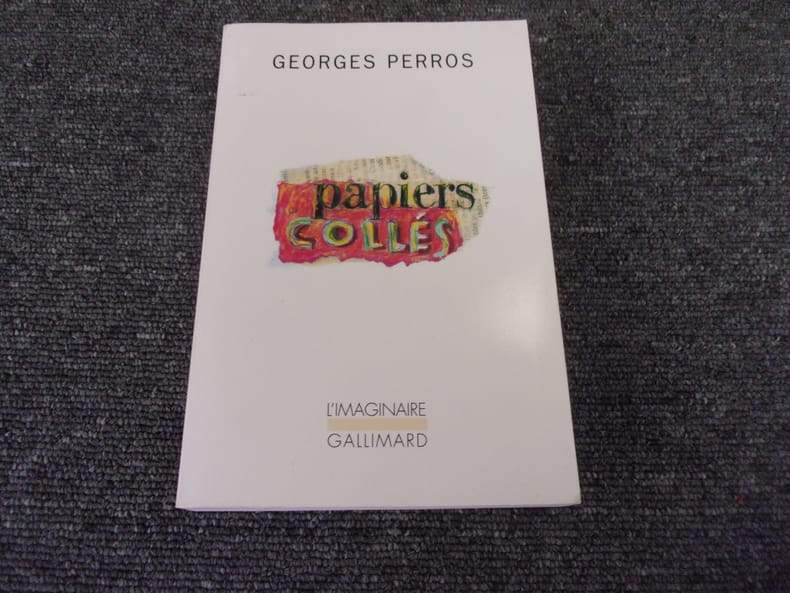 GEORGES PERROS
papiers
COLLÉS
L'IMAGINAIRE
GALLIMARD